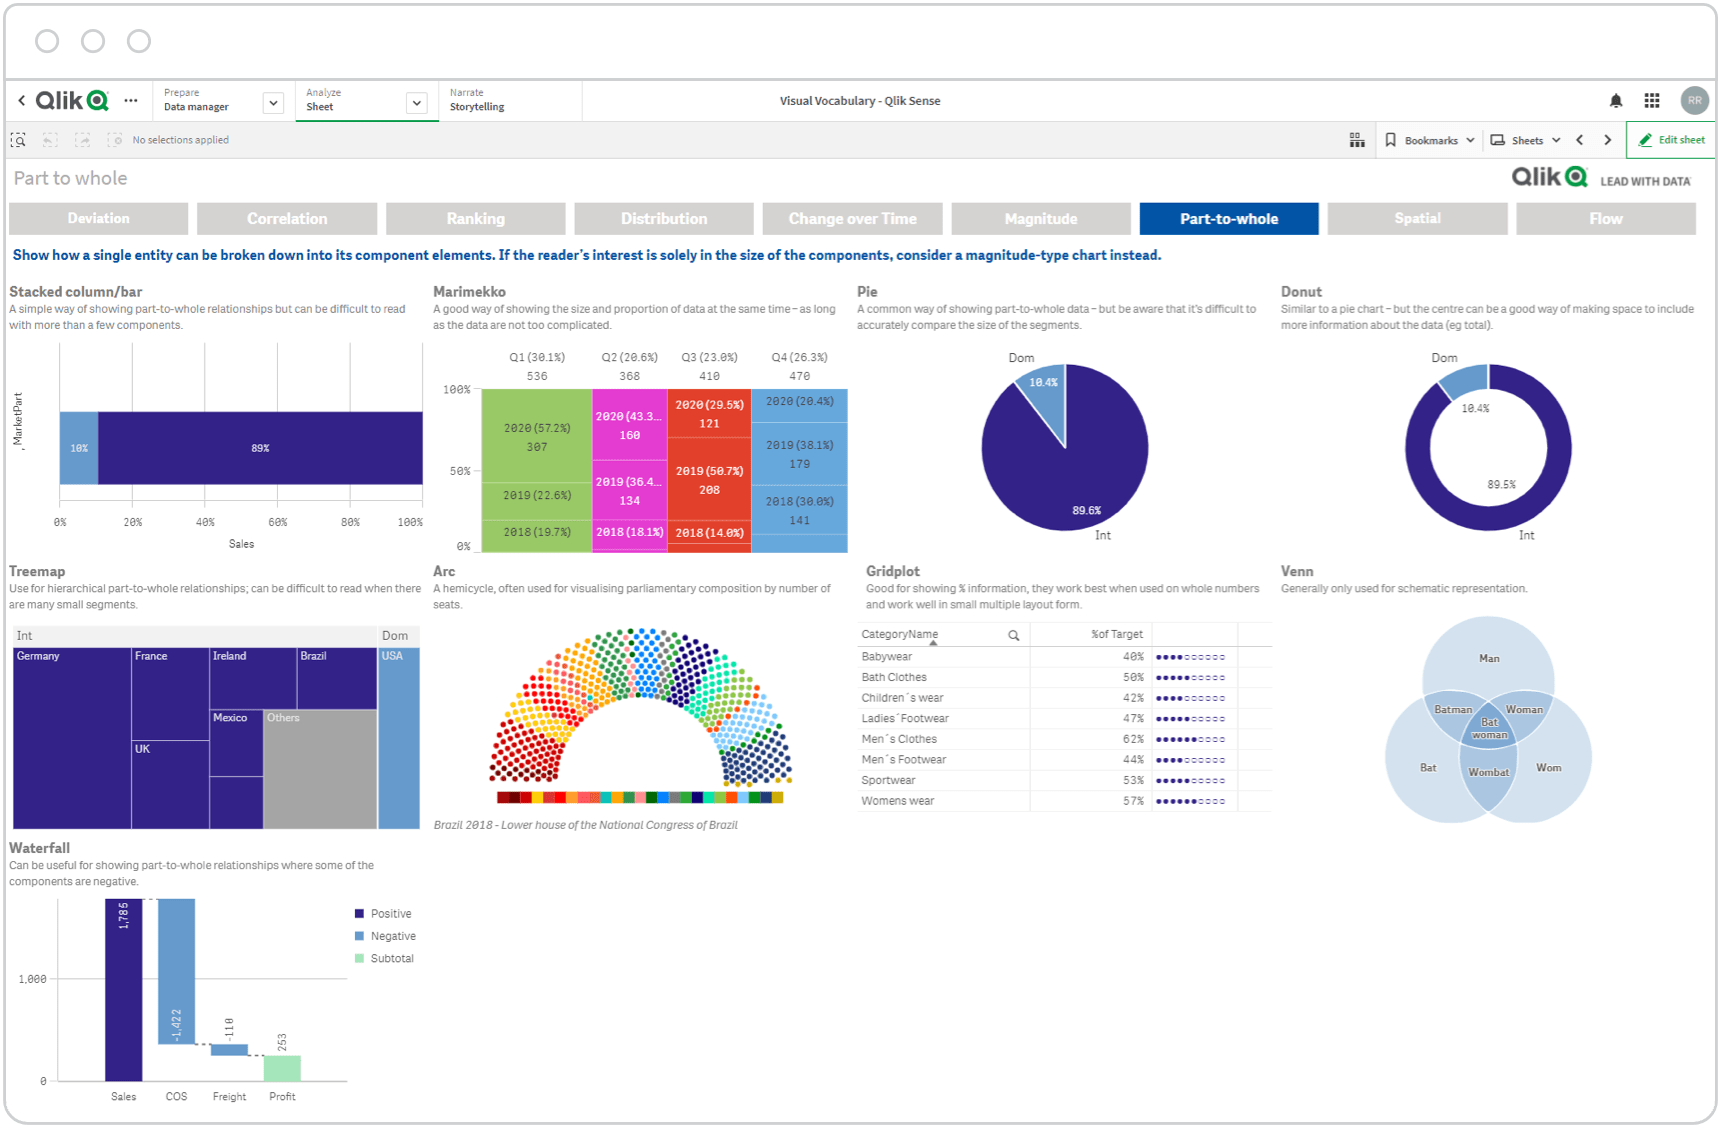 Qlik
Prepare
Data manager
Analyze
Sheet
Narrate
Storytelling
Visual Vocabulary - Qlik Sense
RR
No selections applied
Bookmarks
Sheets
Edit sheet
Part to whole
Qlik LEAD WITH DATA
Deviation
Correlation
Ranking
Distribution
Change over Time
Magnitude
Part-to-whole
Spatial
Flow
Show how a single entity can be broken down into its component elements. If the reader's interest is solely in the size of the components, consider a magnitude-type chart instead.
Stacked column/bar
A simple way of showing part-to-whole relationships but can be difficult to read
with more than a few components.
, MarketPart
10%
89%
0%
20%
40%
60%
80%
100%
Sales
Marimekko
A good way of showing the size and proportion of data at the same time – as long
as the data are not too complicated.
Q1 (30.1%)
536
Q2 (20.6%)
368
Q3 (23.0%)
410
Q4 (26.3%)
470
100%
50%
0%
2020 (57.2%)
307
2019 (22.6%)
2018 (19.7%)
2020 (43.3...
160
2019 (36.4...
134
2018 (18.1%)
2020 (29.5%)
121
2019 (50.7%)
208
2018 (14.0%)
2020 (20.4%)
2019 (38.1%)
179
2018 (30.0%)
141
Pie
A common way of showing part-to-whole data – but be aware that it's difficult to
accurately compare the size of the segments.
Dom
10.4%
89.6%
Int
Donut
Similar to a pie chart – but the centre can be a good way of making space to include
more information about the data (eg total).
Dom
10.4%
89.5%
Int
Treemap
Use for hierarchical part-to-whole relationships; can be difficult to read when there
are many small segments.
Int
Dom
Germany
France
Ireland
Brazil
USA
Mexico
Others
UK
Arc
A hemicycle, often used for visualising parliamentary composition by number of
seats.
Brazil 2018 - Lower house of the National Congress of Brazil
Gridplot
Good for showing % information, they work best when used on whole numbers
and work well in small multiple layout form.
CategoryName
%of Target
Babywear 40%
Bath Clothes 50%
Children´s wear 42%
Ladies´Footwear 47%
Men´s Clothes 62%
Men´s Footwear 44%
Sportwear 53%
Womens wear 57%
Venn
Generally only used for schematic representation.
Man
Batman
Woman
Bat
woman
Bat
Wombat
Wom
Waterfall
Can be useful for showing part-to-whole relationships where some of the
components are negative.
1,785
-1,422
-110
253
1,000
0
Sales
COS
Freight
Profit
Positive
Negative
Subtotal